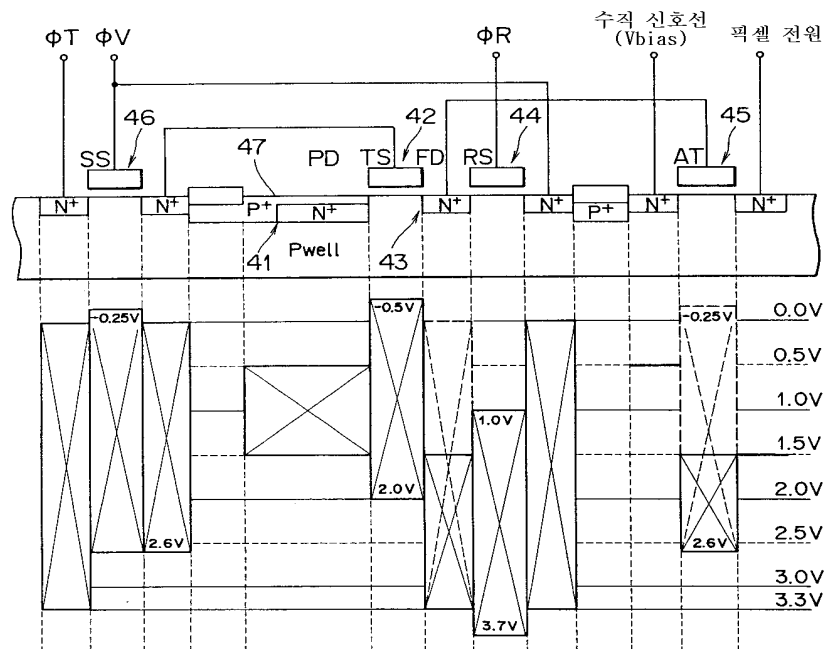 수직 신호선
(Vbias)
픽셀 전원
ΦT ΦV ΦR
46 42 44 45
SS 47 PD TS FD RS AT
N+ N+ P+ N+ N+ N+ P+ N+ N+
41 Pwell 43
-0.25V -0.5V -0.25V 0.0V
0.5V
1.0V 1.0V
1.5V
2.0V 2.0V
2.5V
2.6V 2.6V
3.0V
3.3V
3.7V